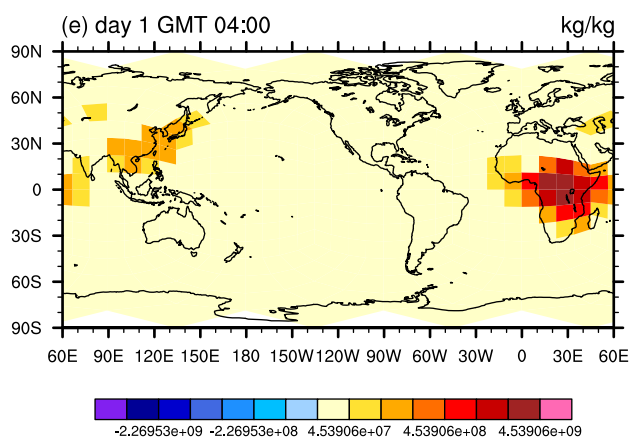 (e) day 1 GMT 04:00 kg/kg
90N
60N
30N
0
30S
60S
90S
60E 90E 120E 150E 180 150W 120W 90W 60W 30W 0 30E 60E
-2.26953e+09 -2.26953e+08 4.53906e+07 4.53906e+08 4.53906e+09